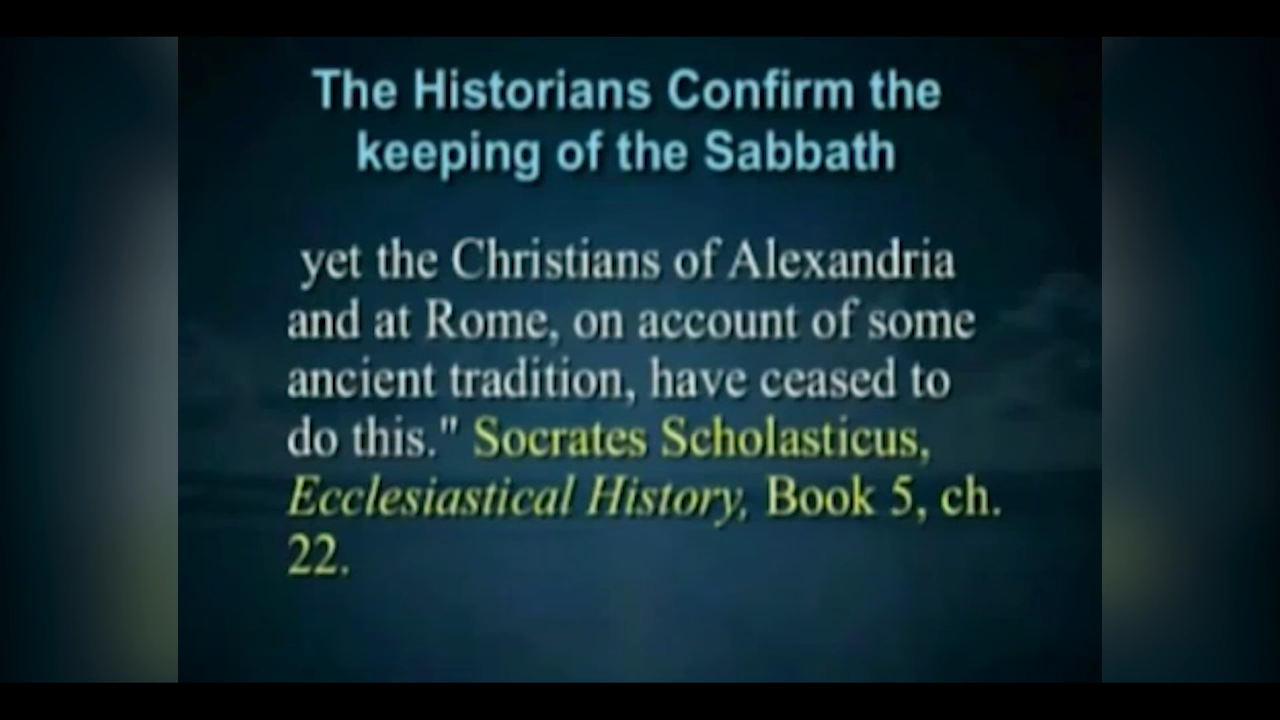 The Historians Confirm the
keeping of the Sabbath
yet the Christians of Alexandria
and at Rome, on account of some
ancient tradition, have ceased to
do this." Socrates Scholasticus,
Ecclesiastical History, Book 5, ch.
22.